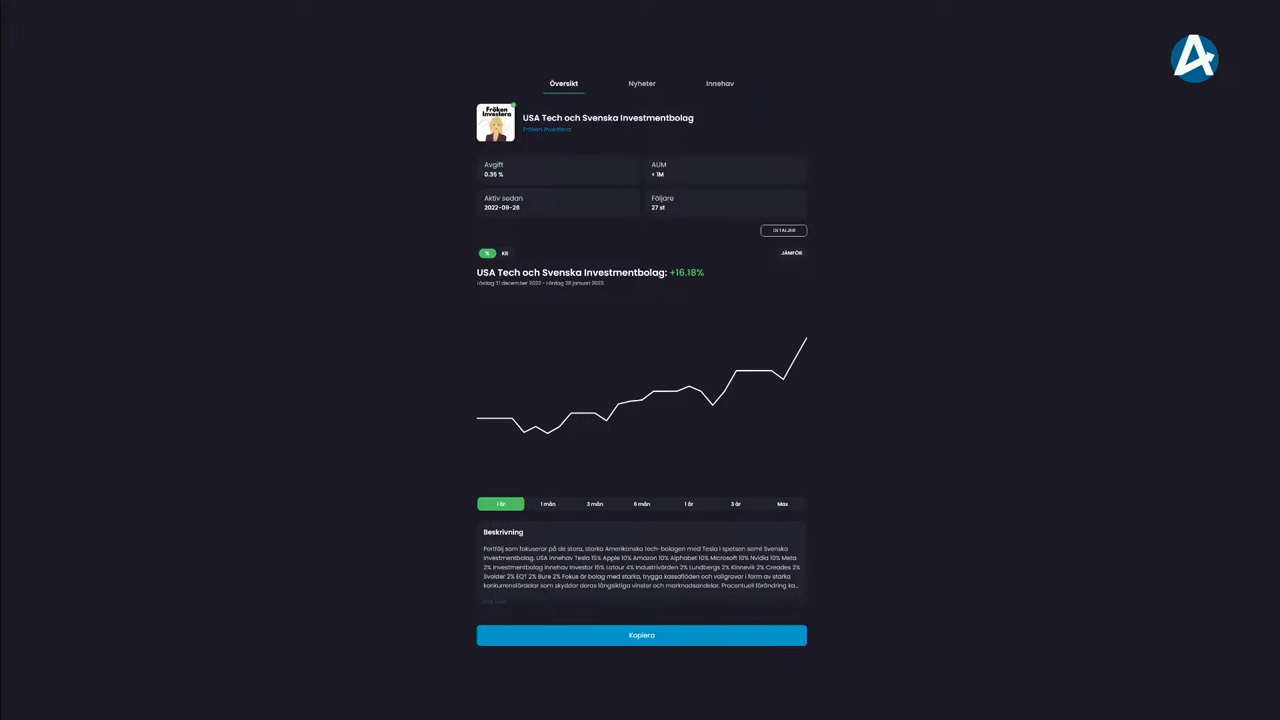 Översikt Nyheter Innehav
Fröken
Investera
USA Tech och Svenska Investmentbolag
Fröken Investera
Avgift AUM
0.35 % < 1M
Aktiv sedan Följare
2022-09-26 27 st
DETALJER
% KR JÄMFÖR
USA Tech och Svenska Investmentbolag: +16.18%
lördag 31 december 2022 - lördag 28 januari 2023
I år 1 mån 3 mån 6 mån 1 år 3 år Max
Beskrivning
Portfölj som fokuserar på de stora, starka Amerikanska tech-bolagen med Tesla i spetsen samt Svenska
investmentbolag. USA innehav Tesla 15% Apple 10% Amazon 10% Alphabet 10% Microsoft 10% Nvidia 10% Meta
2% Investmentbolag innehav Investor 15% Latour 4% Industrivärden 2% Lundbergs 2% Kinnevik 2% Creades 2%
Svolder 2% EQT 2% Bure 2% Fokus är bolag med starka, trygga kassaflöden och vallgravar i form av starka
konkurrensfördelar som skyddar deras långsiktiga vinster och marknadsandelar. Procentuell förändring ka...
Kopiera